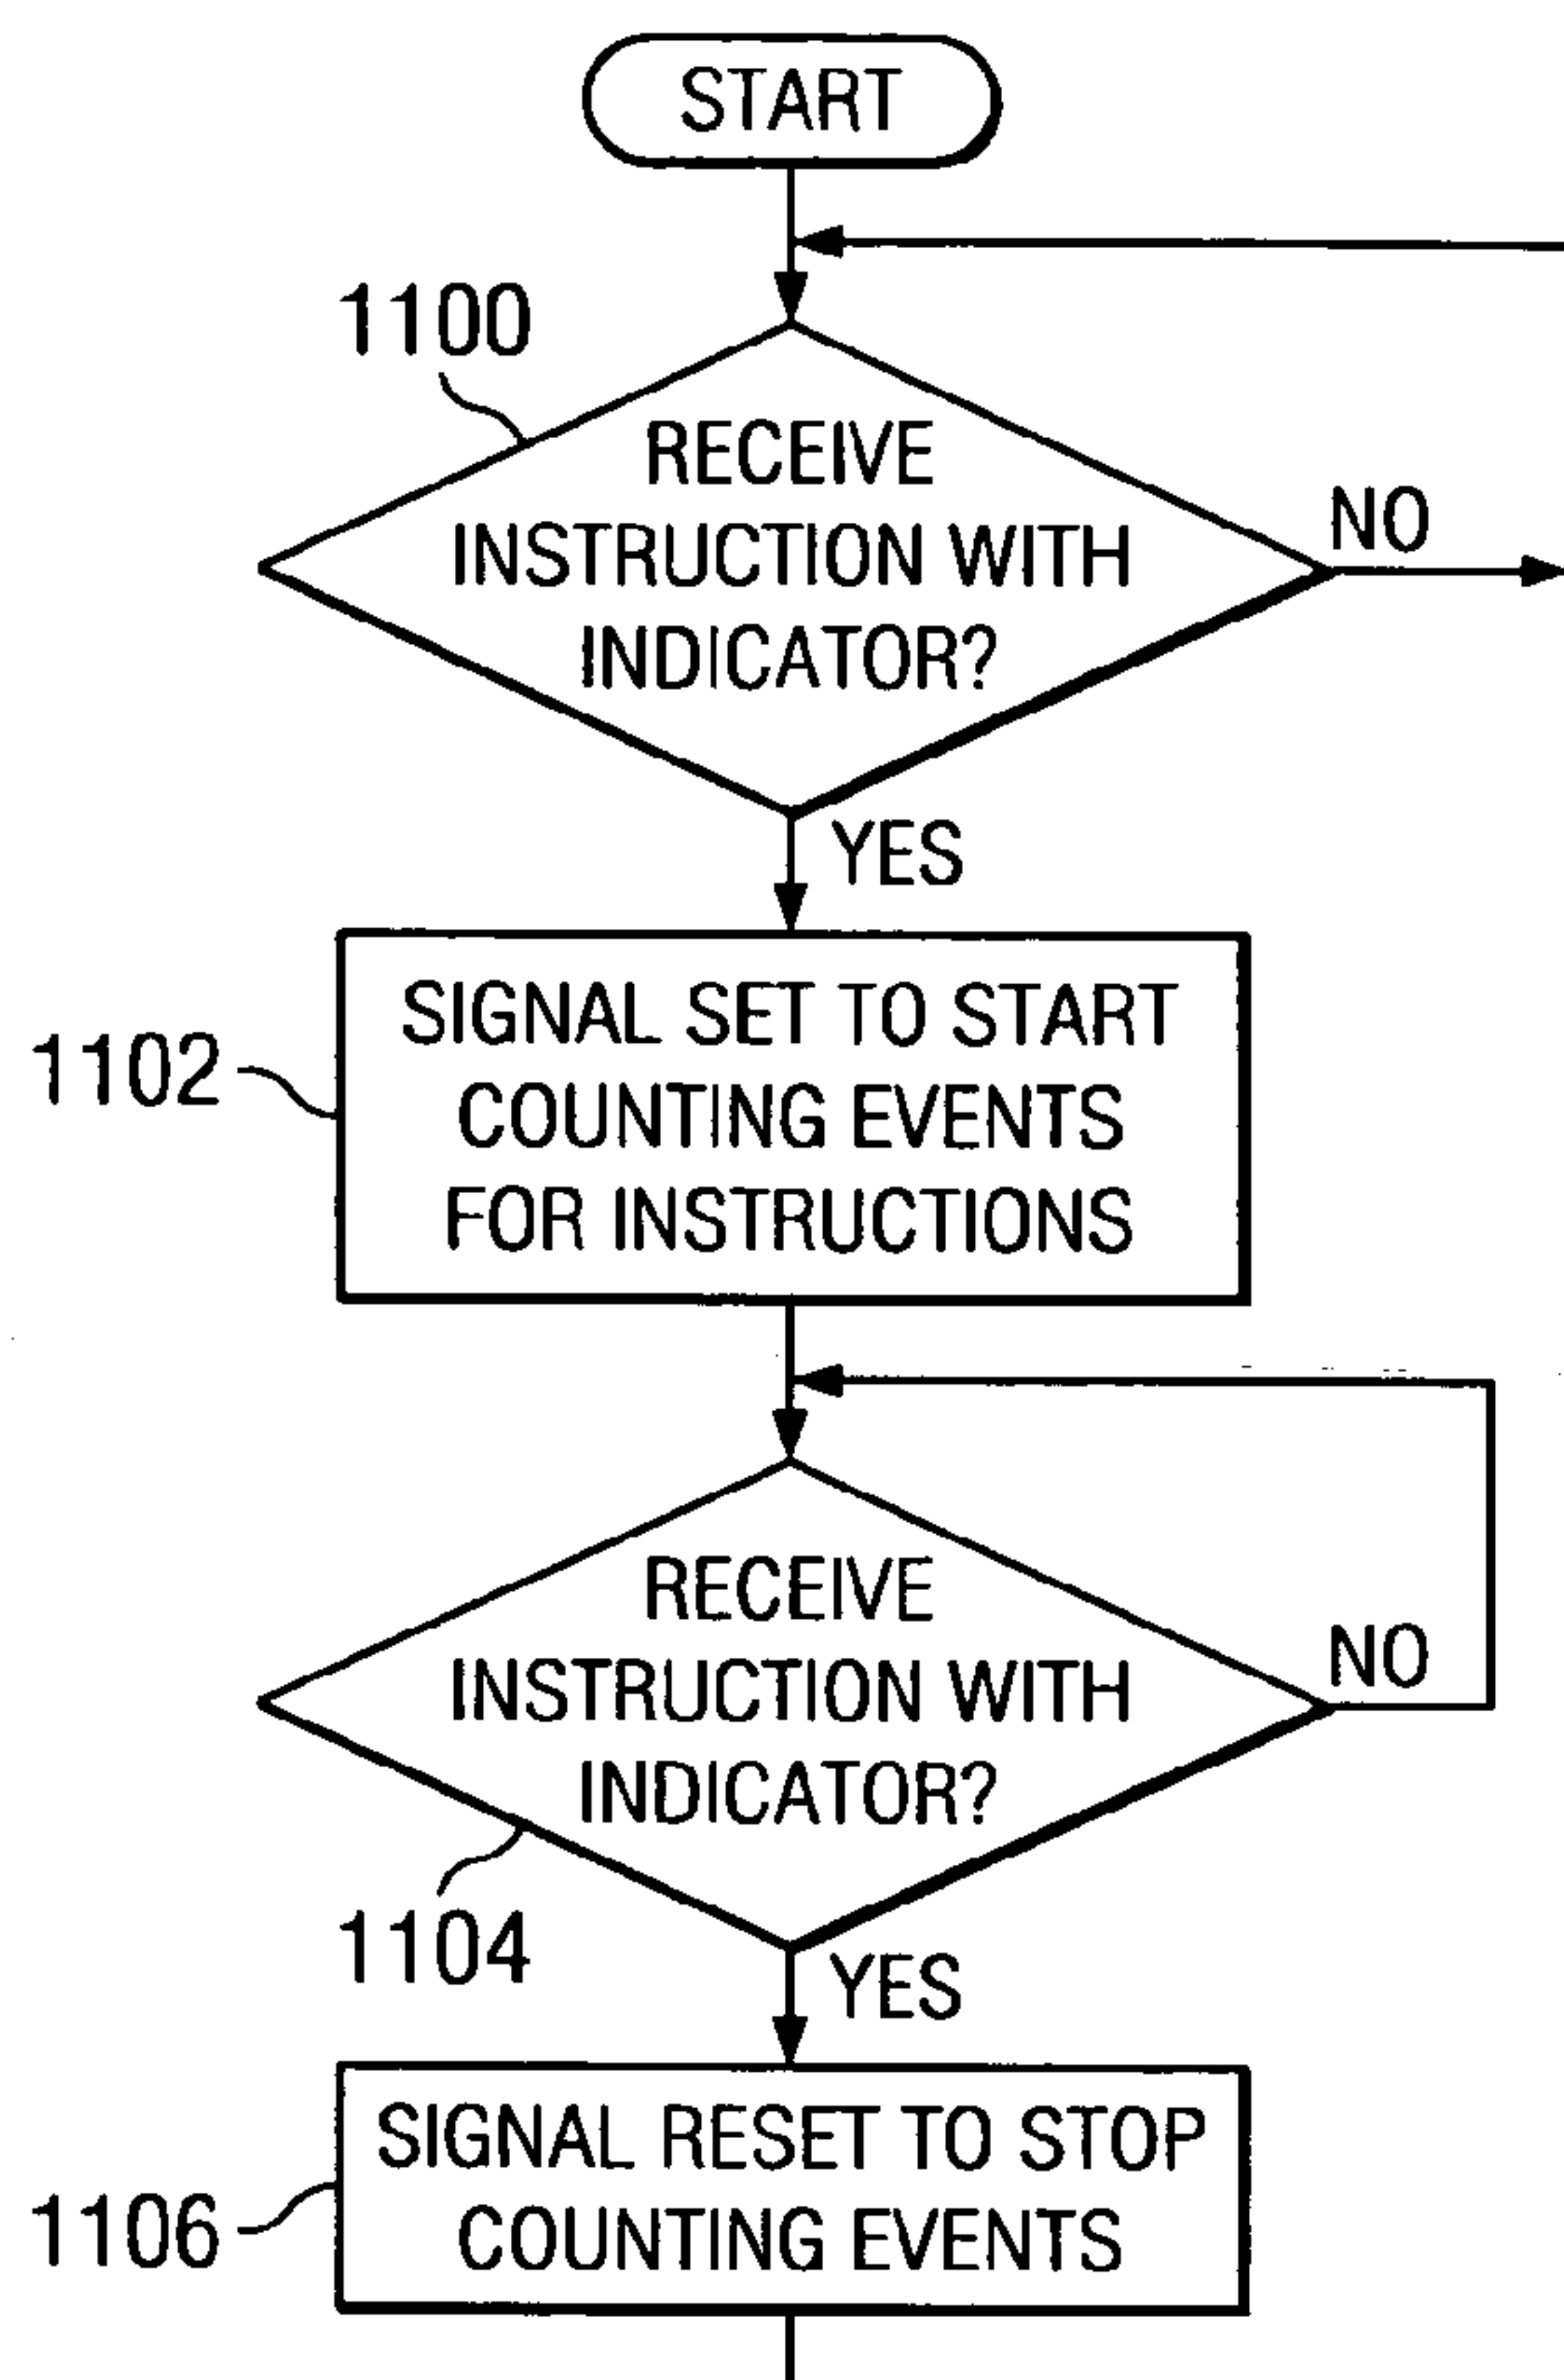 START
1100
RECEIVE
INSTRUCTION WITH
INDICATOR?
NO
YES
1102
SIGNAL SET TO START
COUNTING EVENTS
FOR INSTRUCTIONS
RECEIVE
INSTRUCTION WITH
INDICATOR?
NO
1104
YES
SIGNAL RESET TO STOP
COUNTING EVENTS
1106